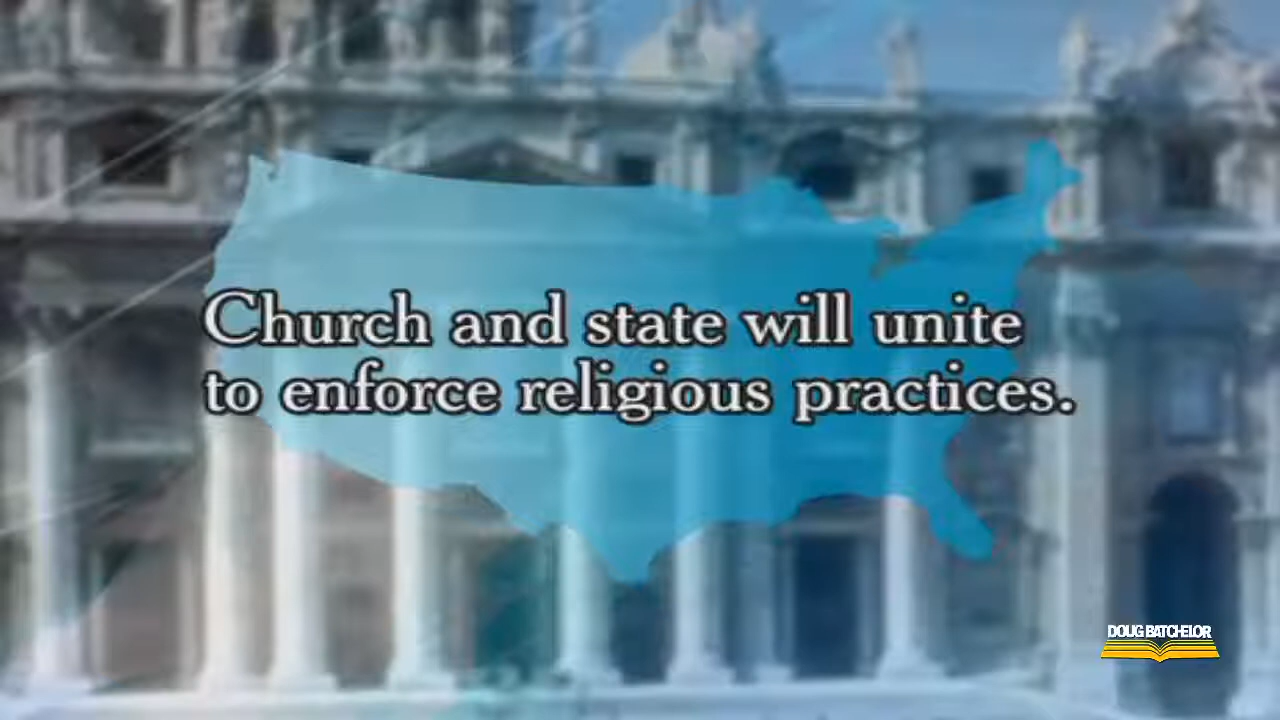 Church and state will unite
to enforce religious practices.
DOUG BATCHELOR